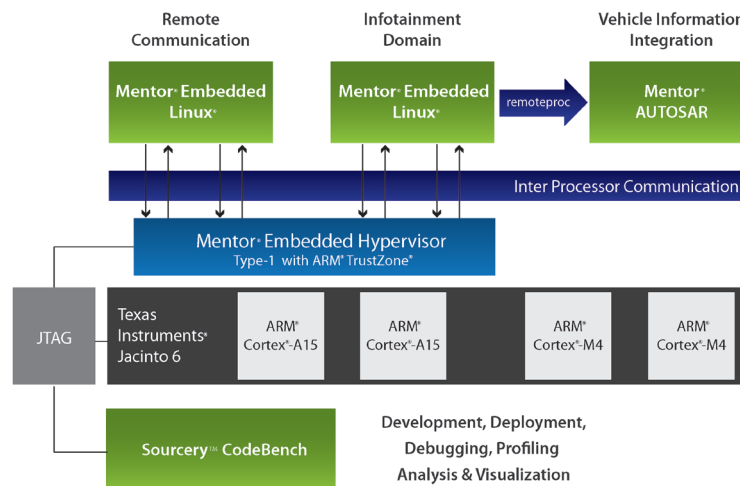 Remote
Communication
Infotainment
Domain
Vehicle Information
Integration
Mentor® Embedded
Linux®
Mentor® Embedded
Linux®
remoteproc
Mentor®
AUTOSAR
Inter Processor Communication
Mentor® Embedded Hypervisor
Type-1 with ARM® TrustZone®
JTAG
Texas
Instruments®
Jacinto 6
ARM®
Cortex®-A15
ARM®
Cortex®-A15
ARM®
Cortex®-M4
ARM®
Cortex®-M4
Sourcery™ CodeBench
Development, Deployment,
Debugging, Profiling
Analysis & Visualization